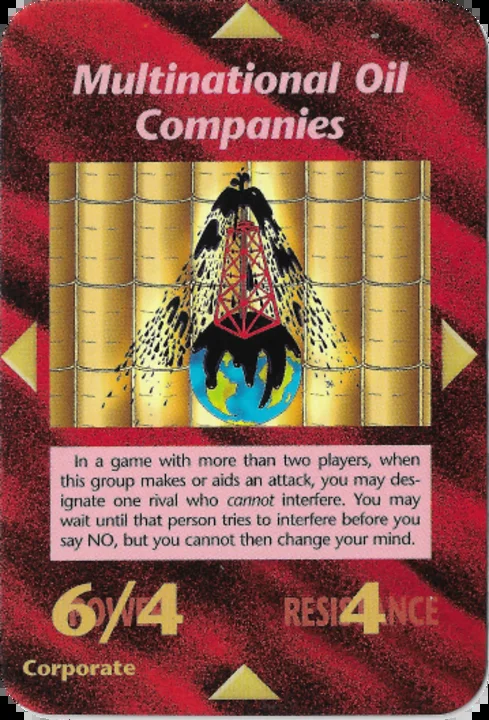 Multinational Oil
Companies
In a game with more than two players, when
this group makes or aids an attack, you may des-
ignate one rival who cannot interfere. You may
wait until that person tries to interfere before you
say NO, but you cannot then change your mind.
POWER 6/4
RESISTANCE 4
Corporate